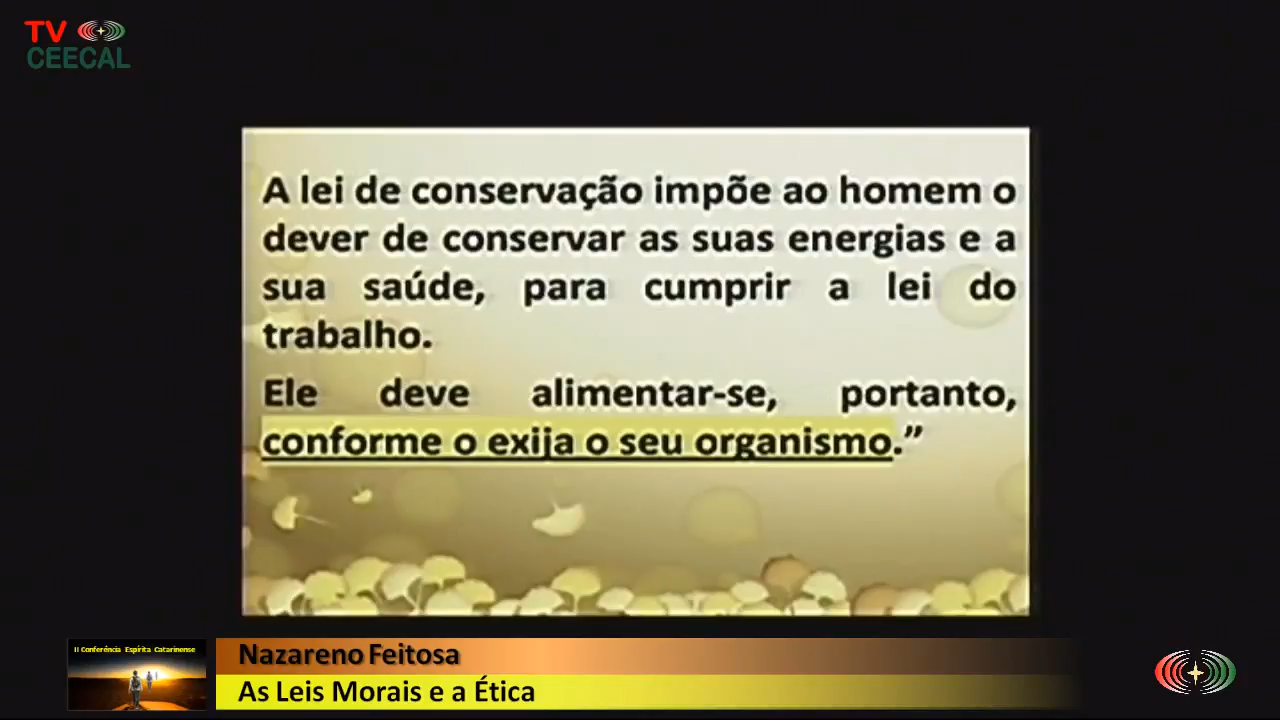 TV
CEECAL
A lei de conservação impõe ao homem o
dever de conservar as suas energias e a
sua saúde, para cumprir a lei do
trabalho.
Ele deve alimentar-se, portanto,
conforme o exija o seu organismo.”
II Conferência Espírita Catarinense
Nazareno Feitosa
As Leis Morais e a Ética